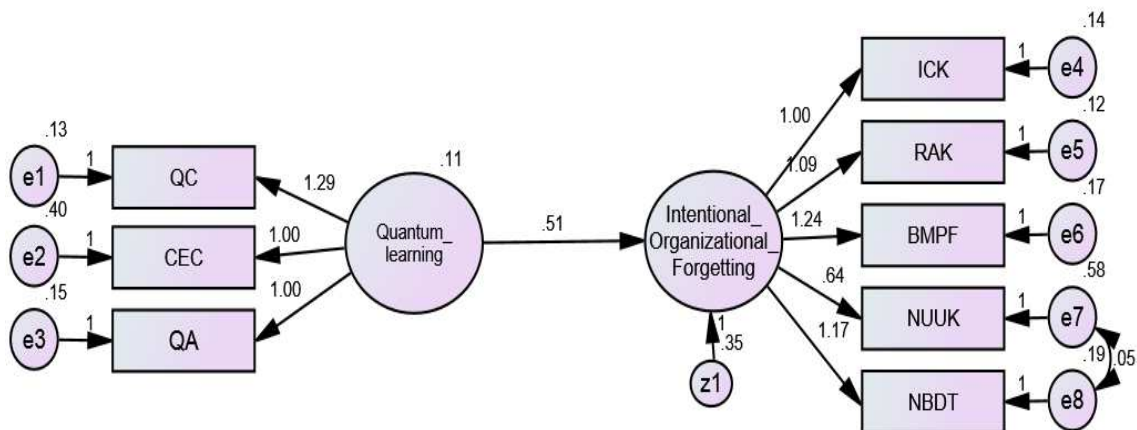 .14
ICK
1
e4
.12
1.00
.13
1
e1
QC
.11
1.09
RAK
1
e5
1.29
.17
.40
Quantum_
learning
.51
Intentional_
Organizational_
Forgetting
1.24
BMPF
1
e6
1
e2
CEC
1.00
.58
.15
.64
1.00
NUUK
1
e7
1
e3
QA
1.17
1
.35
.19
.05
z1
NBDT
1
e8